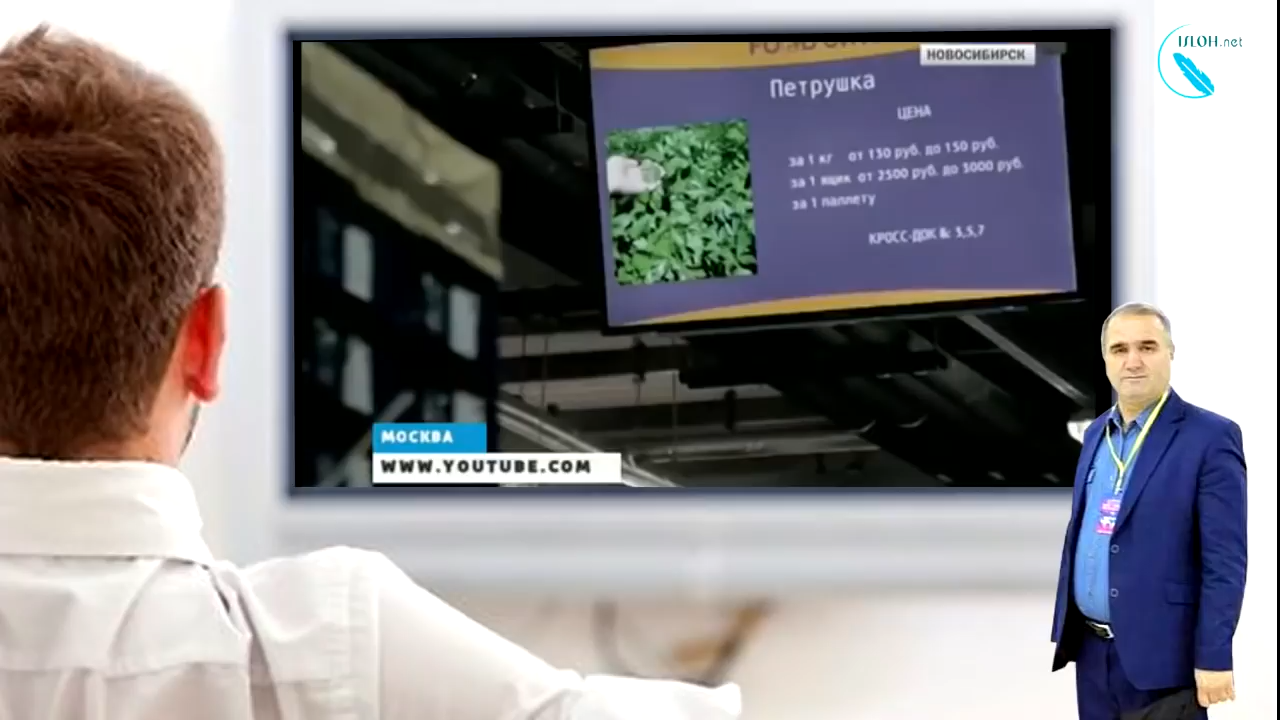 ISLOH.net
НОВОСИБИРСК
Петрушка
ЦЕНА
за 1 кг от 130 руб. до 150 руб.
за 1 ящик от 2500 руб. до 3000 руб.
за 1 паллету
КРОСС-ДОК №: 3,5,7
МОСКВА
WWW.YOUTUBE.COM